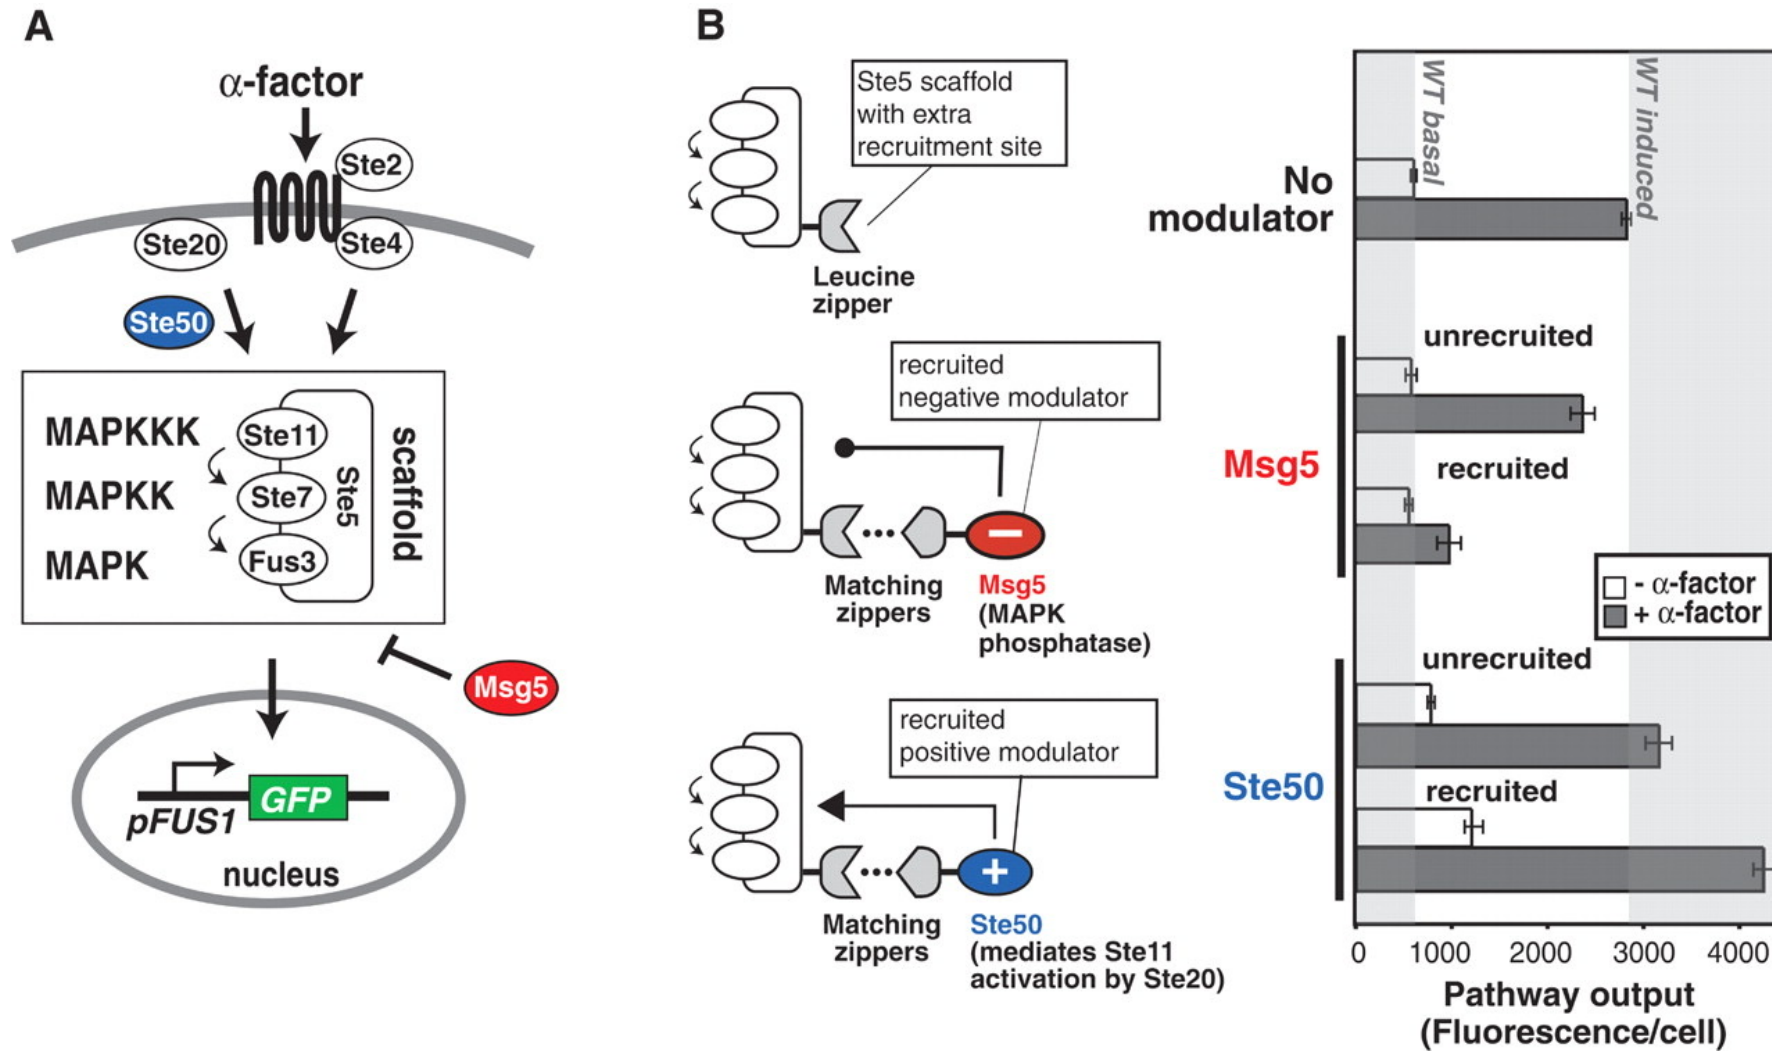 A
α-factor
Ste2
Ste20
Ste4
Ste50
MAPKKK
MAPKK
MAPK
Ste11
Ste7
Fus3
Ste5
scaffold
Msg5
pFUS1
GFP
nucleus
B
Ste5 scaffold
with extra
recruitment site
Leucine
zipper
recruited
negative modulator
Matching
zippers
Msg5
(MAPK
phosphatase)
recruited
positive modulator
Matching
zippers
Ste50
(mediates Ste11
activation by Ste20)
WT basal
WT induced
No
modulator
unrecruited
Msg5
recruited
- α-factor
+ α-factor
unrecruited
Ste50
recruited
0 1000 2000 3000 4000
Pathway output
(Fluorescence/cell)